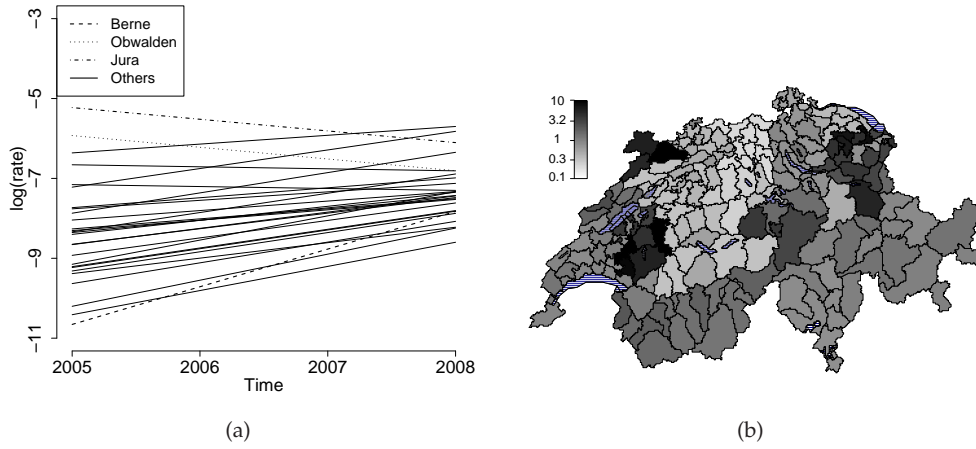 −3
−5
−7
−9
−11
log(rate)
Berne
Obwalden
Jura
Others
2005
2006
2007
2008
Time
(a)
10
3.2
1
0.3
0.1
(b)